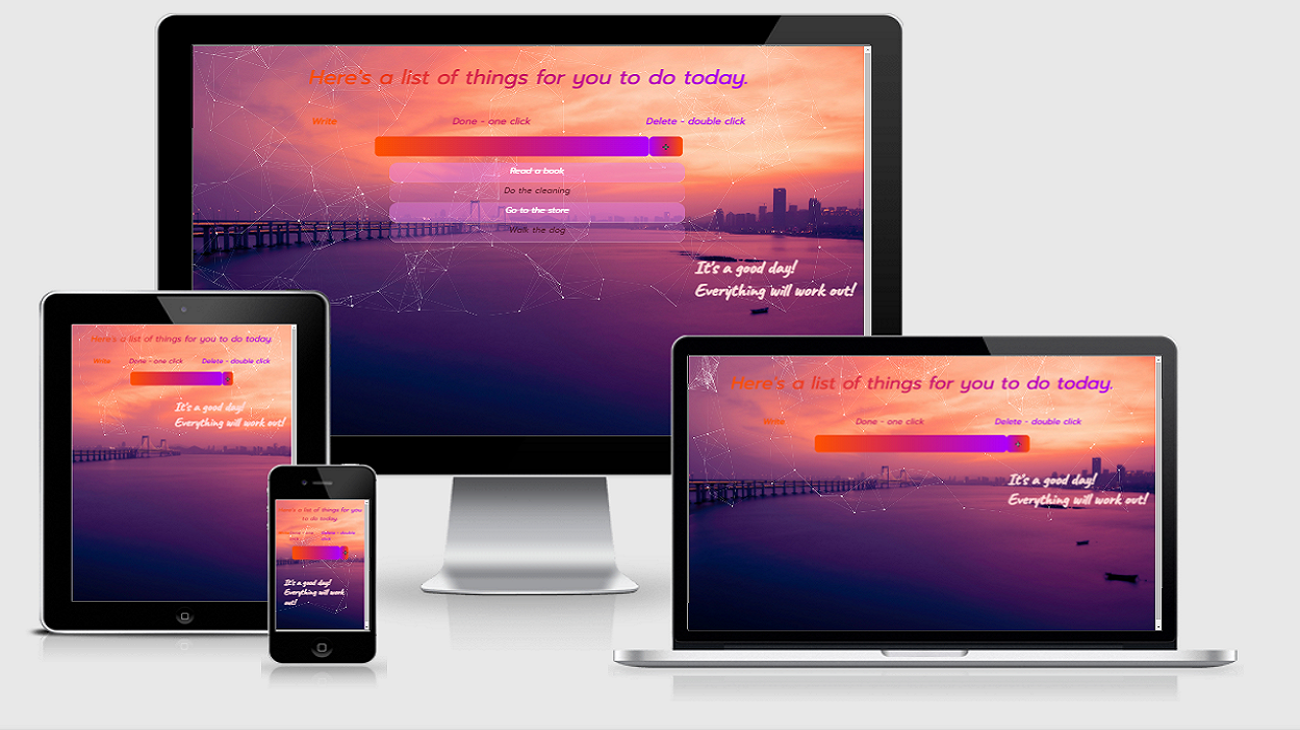 Here's a list of things for you to do today.
Write Done - one click Delete - double click
Read a book
Do the cleaning
Go to the store
Walk the dog
It's a good day!
Everything will work out!
Here's a list of things for you to do today.
Write Done - one click Delete - double click
It's a good day!
Everything will work out!
Here's a list of things for you
to do today.
Delete - double
click
It's a good day!
Everything will work
out!
Here's a list of things for you to do today.
Write Done - one click Delete - double click
It's a good day!
Everything will work out!